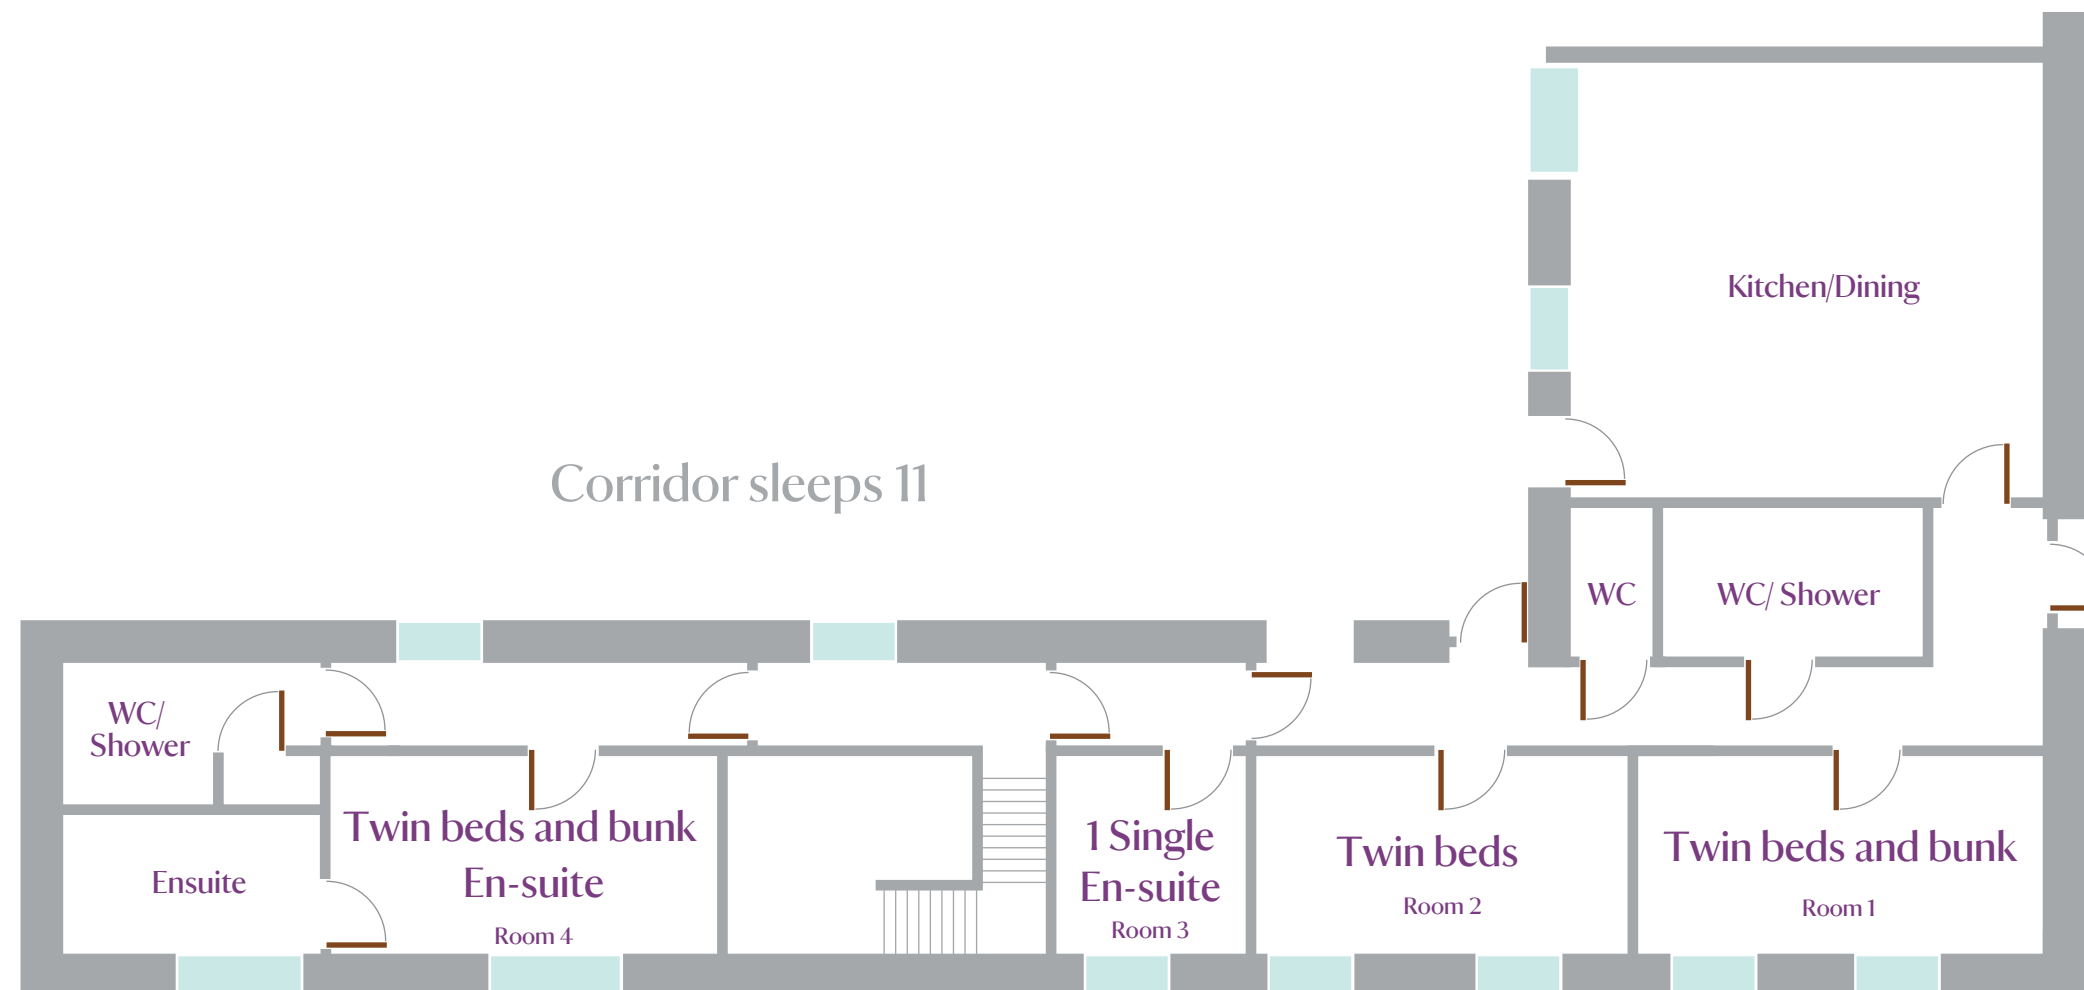 Kitchen/Dining
Corridor sleeps 11
WC
WC/ Shower
WC/
Shower
Ensuite
Twin beds and bunk
En-suite
Room 4
1 Single
En-suite
Room 3
Twin beds
Room 2
Twin beds and bunk
Room 1